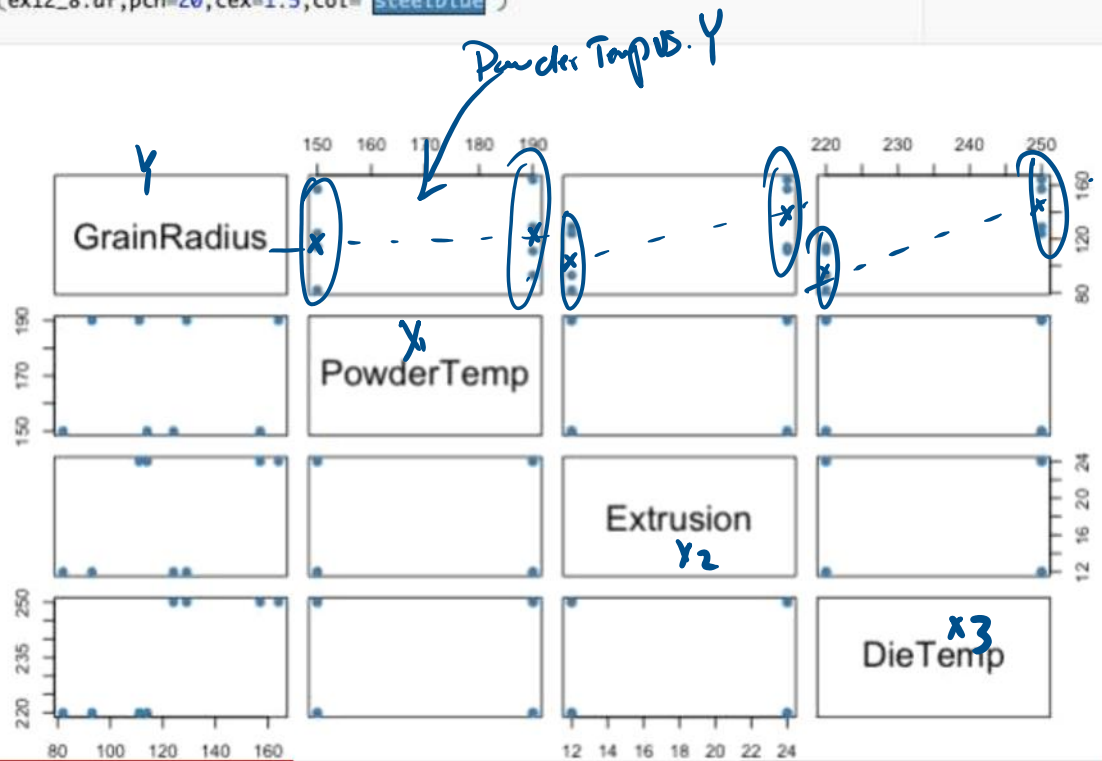 (ex12_8.df,pch=20,cex=1.5,col="steelblue")
Powder Temp vs. Y
150 160 170 180 190
220 230 240 250
Y
GrainRadius
80 120 160
X1
PowderTemp
150 170 190
Extrusion
X2
12 16 20 24
X3
DieTemp
220 235 250
80 100 120 140 160
12 14 16 18 20 22 24